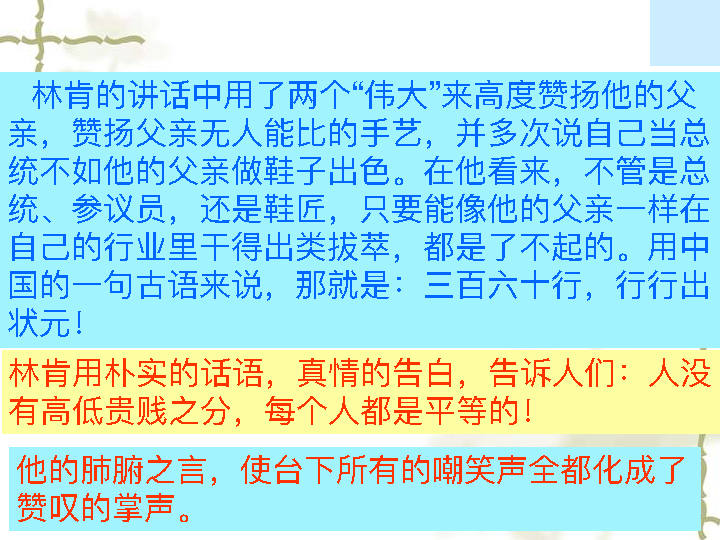 林肯的讲话中用了两个“伟大”来高度赞扬他的父
亲，赞扬父亲无人能比的手艺，并多次说自己当总
统不如他的父亲做鞋子出色。在他看来，不管是总
统、参议员，还是鞋匠，只要能像他的父亲一样在
自己的行业里干得出类拔萃，都是了不起的。用中
国的一句古语来说，那就是：三百六十行，行行出
状元！
林肯用朴实的话语，真情的告白，告诉人们：人没
有高低贵贱之分，每个人都是平等的！
他的肺腑之言，使台下所有的嘲笑声全都化成了
赞叹的掌声。